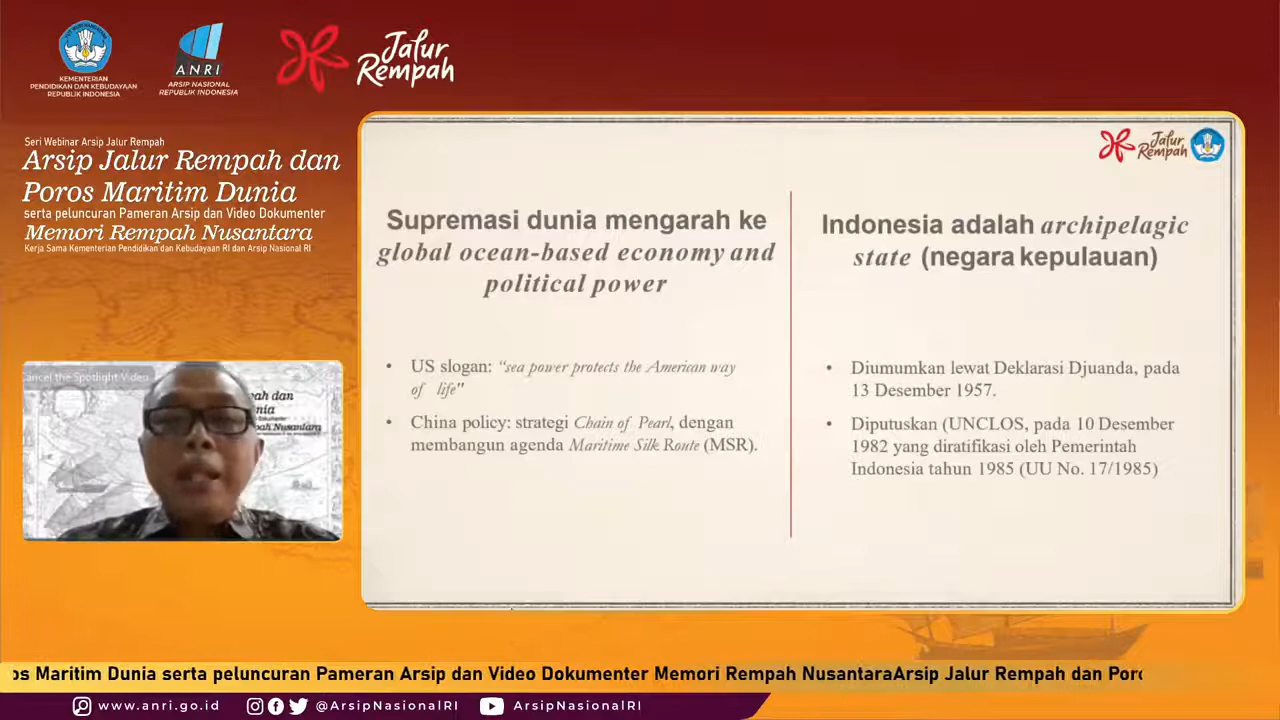 KEMENTERIAN
PENDIDIKAN DAN KEBUDAYAAN
REPUBLIK INDONESIA
ANRI
ARSIP NASIONAL
REPUBLIK INDONESIA
Jalur
Rempah
Seri Webinar Arsip Jalur Rempah
Arsip Jalur Rempah dan
Poros Maritim Dunia
serta peluncuran Pameran Arsip dan Video Dokumenter
Memori Rempah Nusantara
Kerja Sama Kementerian Pendidikan dan Kebudayaan RI dan Arsip Nasional RI
ancel the Spotlight Video
Jalur
Rempah
Supremasi dunia mengarah ke
global ocean-based economy and
political power
• US slogan: “sea power protects the American way
of life"
• China policy: strategi Chain of Pearl, dengan
membangun agenda Maritime Silk Route (MSR).
Indonesia adalah archipelagic
state (negara kepulauan)
• Diumumkan lewat Deklarasi Djuanda, pada
13 Desember 1957.
• Diputuskan (UNCLOS, pada 10 Desember
1982 yang diratifikasi oleh Pemerintah
Indonesia tahun 1985 (UU No. 17/1985)
os Maritim Dunia serta peluncuran Pameran Arsip dan Video Dokumenter Memori Rempah NusantaraArsip Jalur Rempah dan Poro
www.anri.go.id @ArsipNasionalRI ArsipNasionalRI